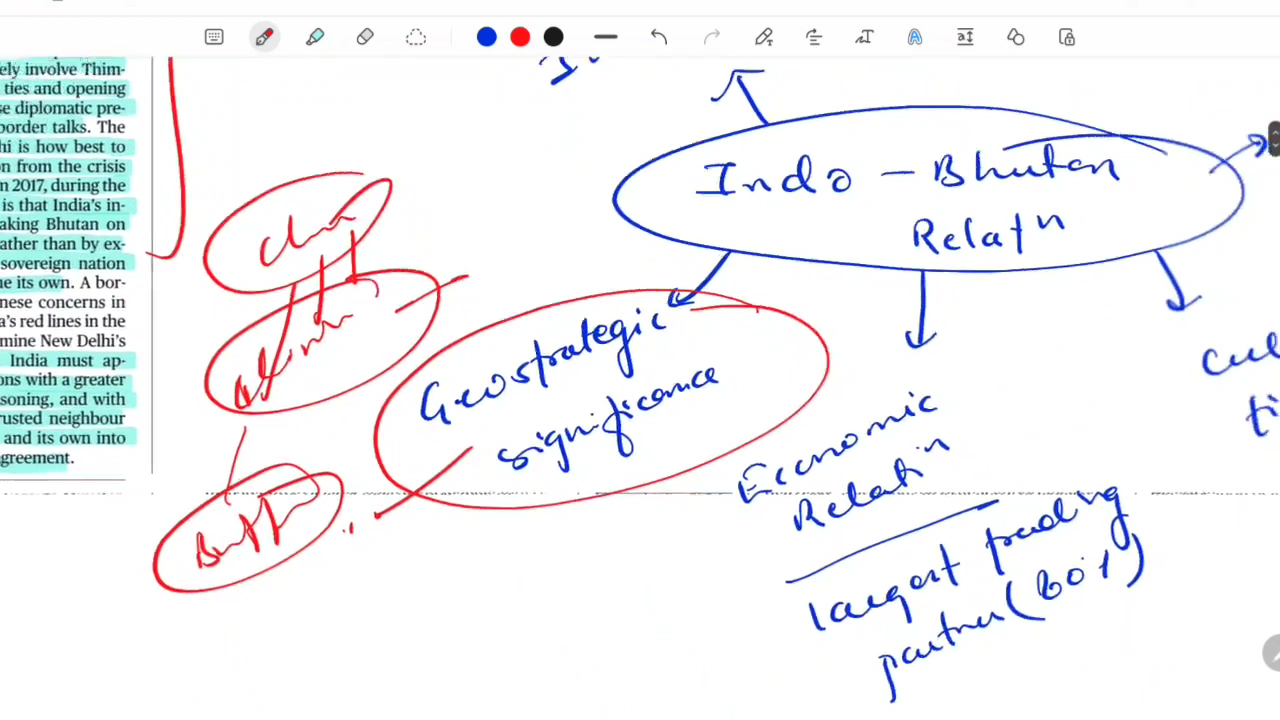 ely involve Thim-
ties and opening
se diplomatic pre-
border talks. The
hi is how best to
on from the crisis
n 2017, during the
is that India's in-
aking Bhutan on
ather than by ex-
sovereign nation
ne its own. A bor-
nese concerns in
a's red lines in the
mine New Delhi's
India must ap-
ons with a greater
soning, and with
rusted neighbour
and its own into
greement.
Indo - Bhutan
Relatn
Geostrategic
significance
Economic
Relatin
largest trading
partner (80%)
Cul
ti